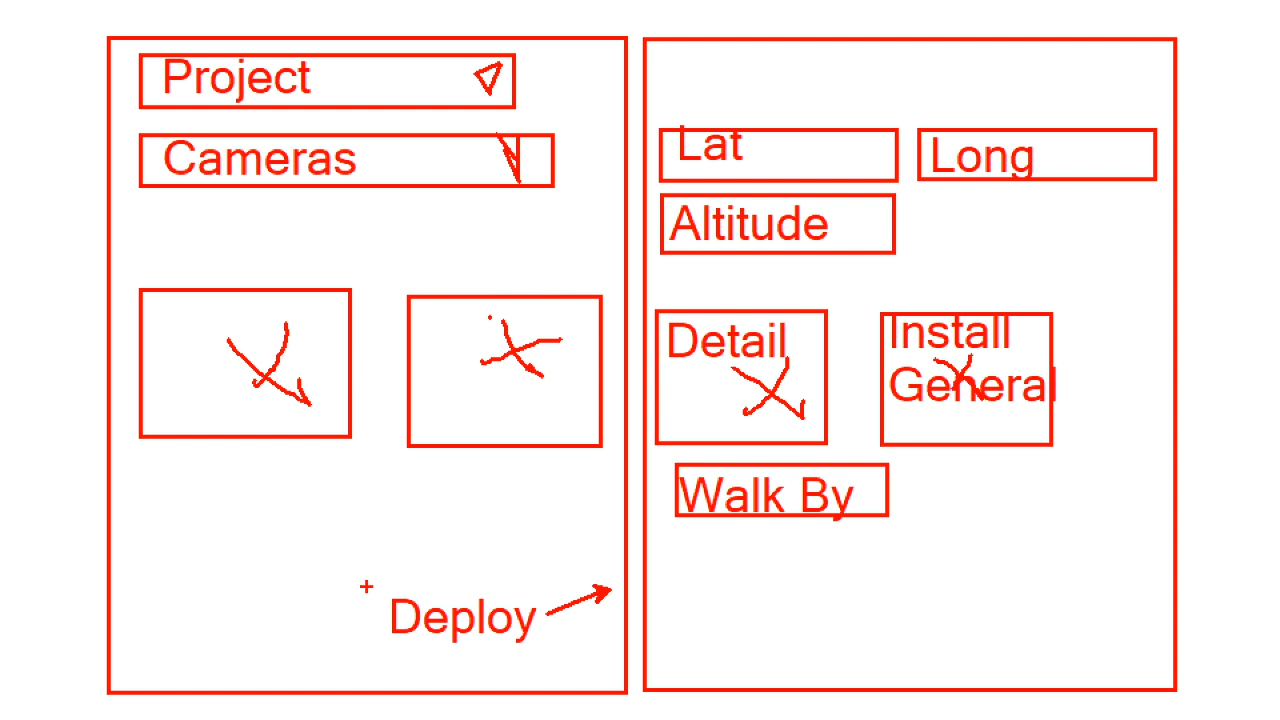 Project
Cameras
Deploy
Lat
Long
Altitude
Detail
Install
General
Walk By